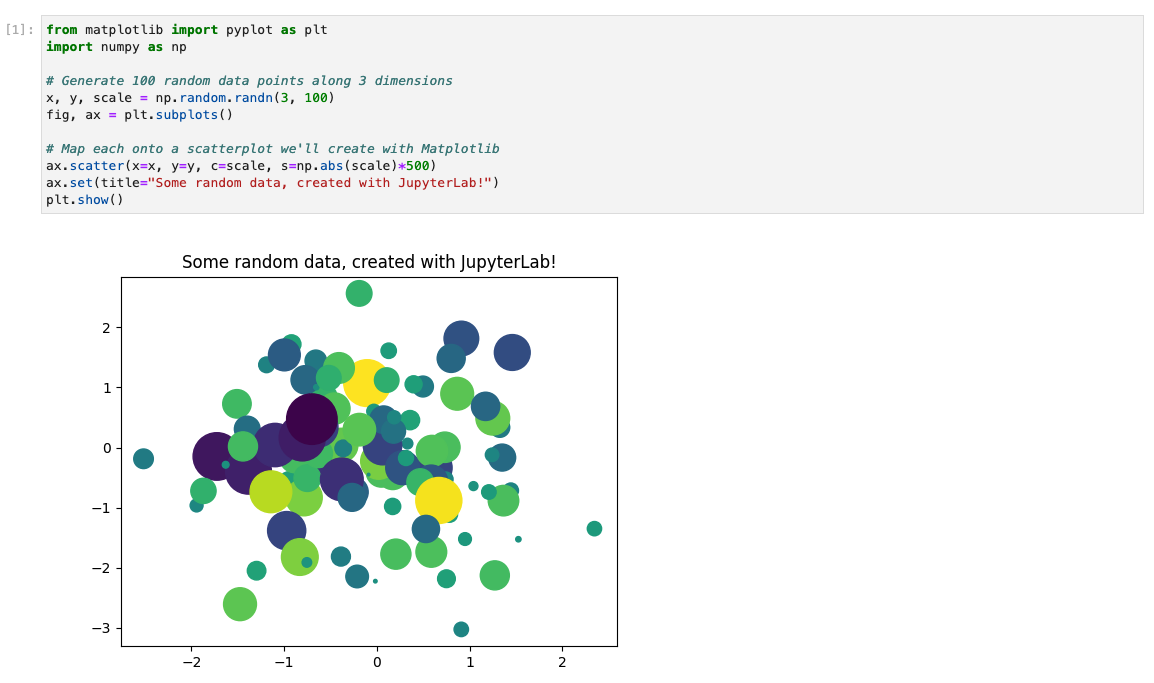 [1]: from matplotlib import pyplot as plt
import numpy as np
# Generate 100 random data points along 3 dimensions
x, y, scale = np.random.randn(3, 100)
fig, ax = plt.subplots()
# Map each onto a scatterplot we'll create with Matplotlib
ax.scatter(x=x, y=y, c=scale, s=np.abs(scale)*500)
ax.set(title="Some random data, created with JupyterLab!")
plt.show()
Some random data, created with JupyterLab!
2
1
0
−1
−2
−3
−2 −1 0 1 2